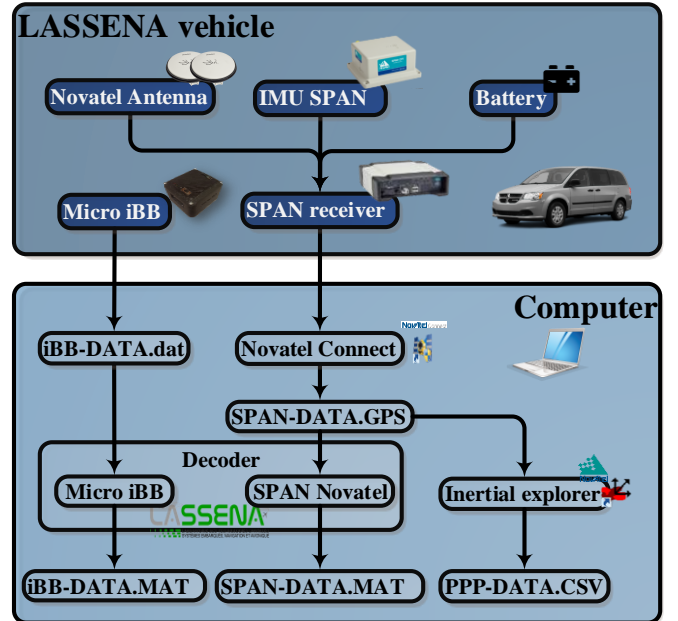 LASSENA vehicle
Novatel Antenna
IMU SPAN
Battery
Micro iBB
SPAN receiver
Computer
iBB-DATA.dat
Novatel Connect
SPAN-DATA.GPS
Decoder
Micro iBB
SPAN Novatel
Inertial explorer
LASSENA
iBB-DATA.MAT
SPAN-DATA.MAT
PPP-DATA.CSV